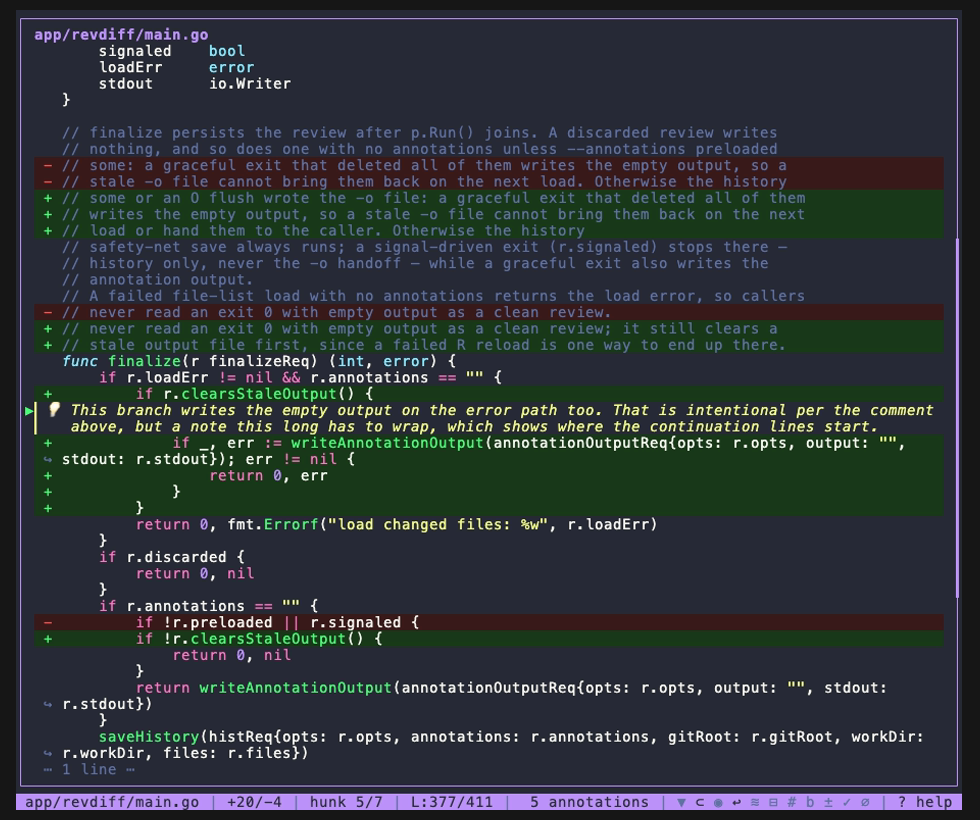 app/revdiff/main.go
signaled bool
loadErr error
stdout io.Writer
}
// finalize persists the review after p.Run() joins. A discarded review writes
// nothing, and so does one with no annotations unless --annotations preloaded
− // some: a graceful exit that deleted all of them writes the empty output, so a
− // stale -o file cannot bring them back on the next load. Otherwise the history
+ // some or an O flush wrote the -o file: a graceful exit that deleted all of them
+ // writes the empty output, so a stale -o file cannot bring them back on the next
+ // load or hand them to the caller. Otherwise the history
// safety-net save always runs; a signal-driven exit (r.signaled) stops there —
// history only, never the -o handoff — while a graceful exit also writes the
// annotation output.
// A failed file-list load with no annotations returns the load error, so callers
− // never read an exit 0 with empty output as a clean review.
+ // never read an exit 0 with empty output as a clean review; it still clears a
+ // stale output file first, since a failed R reload is one way to end up there.
func finalize(r finalizeReq) (int, error) {
if r.loadErr != nil && r.annotations == "" {
+ if r.clearsStaleOutput() {
▶ 💡 This branch writes the empty output on the error path too. That is intentional per the comment
above, but a note this long has to wrap, which shows where the continuation lines start.
+ if _, err := writeAnnotationOutput(annotationOutputReq{opts: r.opts, output: "",
↪ stdout: r.stdout}); err != nil {
+ return 0, err
+ }
+ }
return 0, fmt.Errorf("load changed files: %w", r.loadErr)
}
if r.discarded {
return 0, nil
}
if r.annotations == "" {
− if !r.preloaded || r.signaled {
+ if !r.clearsStaleOutput() {
return 0, nil
}
return writeAnnotationOutput(annotationOutputReq{opts: r.opts, output: "", stdout:
↪ r.stdout})
}
saveHistory(histReq{opts: r.opts, annotations: r.annotations, gitRoot: r.gitRoot, workDir:
↪ r.workDir, files: r.files})
⋯ 1 line ⋯
app/revdiff/main.go | +20/-4 | hunk 5/7 | L:377/411 | 5 annotations | ▼ ⊂ ◉ ↩ ≋ ⊟ # b ± ✓ ∅ | ? help